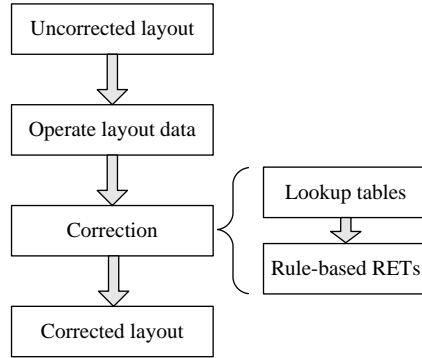 Uncorrected layout
Operate layout data
Correction
Corrected layout
Lookup tables
Rule-based RETs